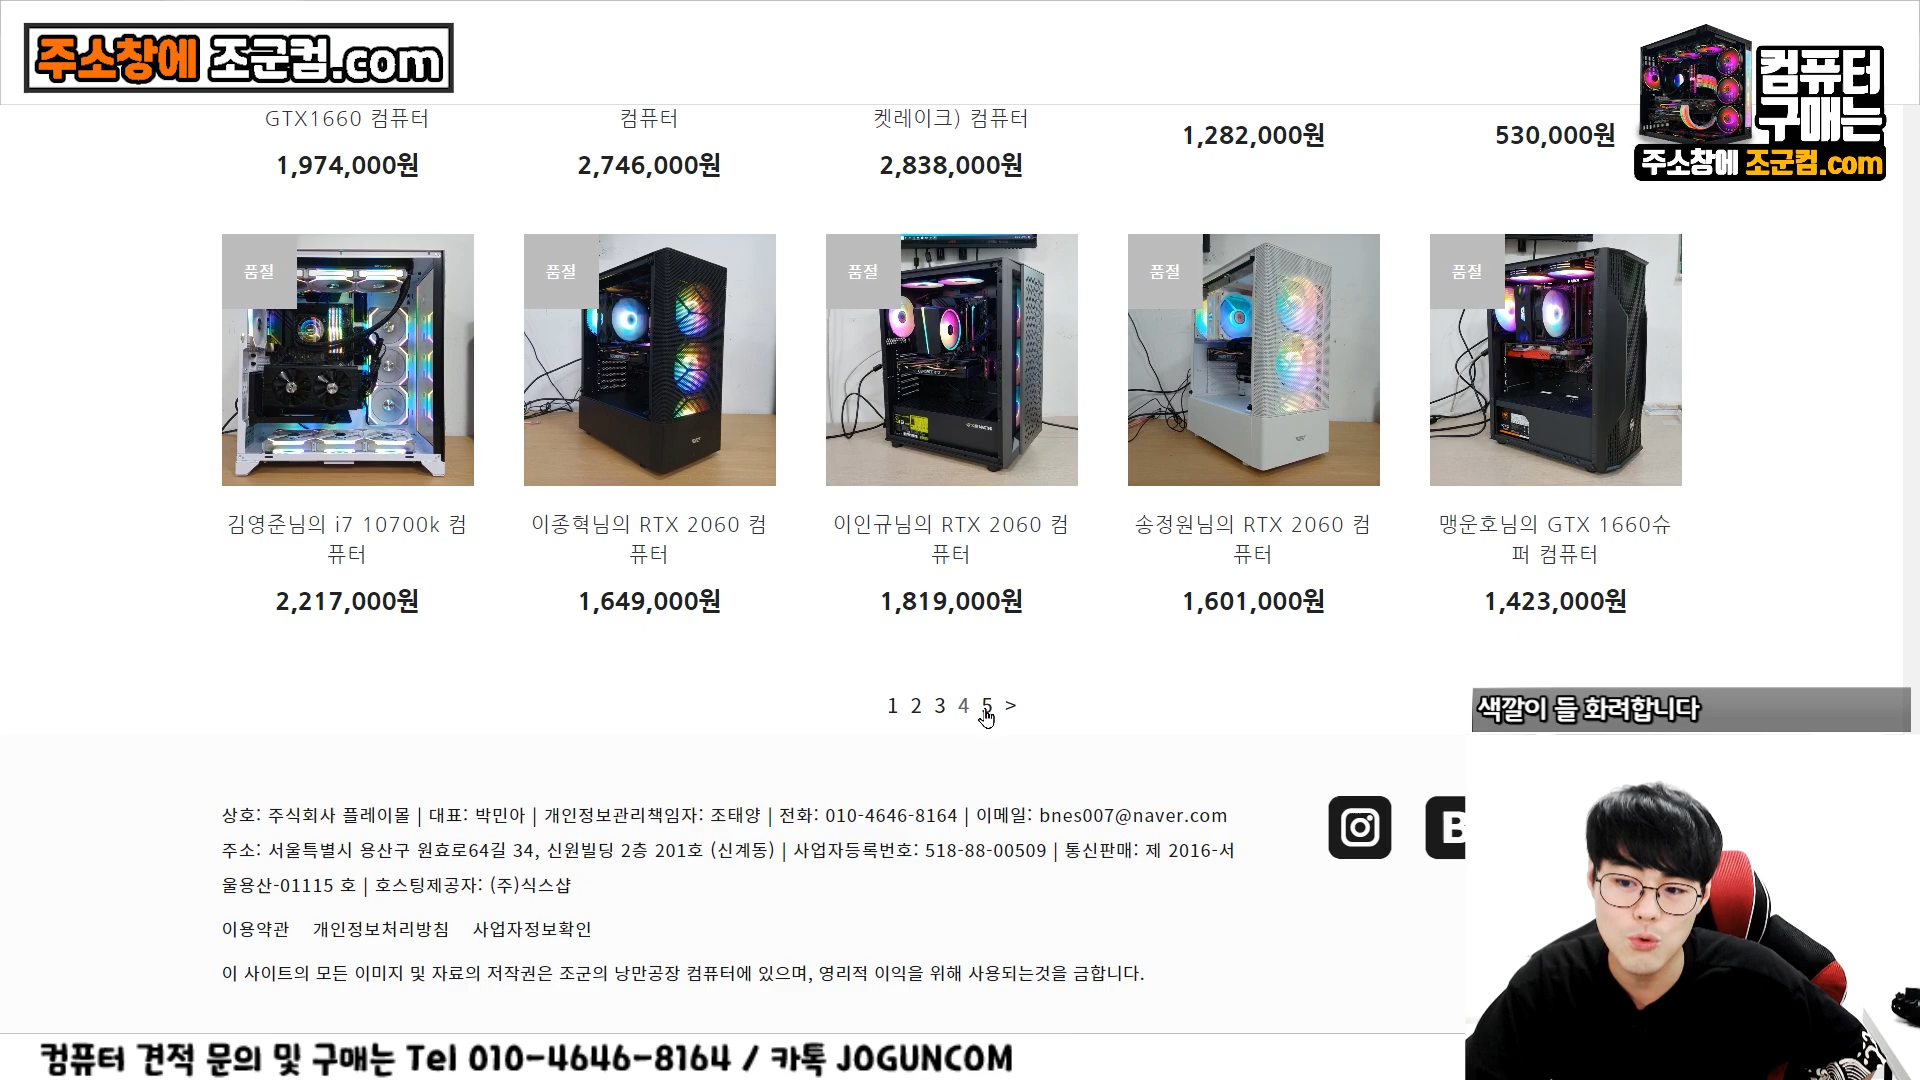 주소창에 조군컴.com
컴퓨터
구매는
주소창에 조군컴.com
GTX1660 컴퓨터
1,974,000원
컴퓨터
2,746,000원
켓레이크) 컴퓨터
2,838,000원
1,282,000원
530,000원
품절
품절
품절
품절
품절
김영준님의 i7 10700k 컴
퓨터
2,217,000원
이종혁님의 RTX 2060 컴
퓨터
1,649,000원
이인규님의 RTX 2060 컴
퓨터
1,819,000원
송정원님의 RTX 2060 컴
퓨터
1,601,000원
맹운호님의 GTX 1660슈
퍼 컴퓨터
1,423,000원
1 2 3 4 5 >
색깔이 들 화려합니다
상호: 주식회사 플레이몰 | 대표: 박민아 | 개인정보관리책임자: 조태양 | 전화: 010-4646-8164 | 이메일: bnes007@naver.com
주소: 서울특별시 용산구 원효로64길 34, 신원빌딩 2층 201호 (신계동) | 사업자등록번호: 518-88-00509 | 통신판매: 제 2016-서
울용산-01115 호 | 호스팅제공자: (주)식스샵
이용약관 개인정보처리방침 사업자정보확인
이 사이트의 모든 이미지 및 자료의 저작권은 조군의 낭만공장 컴퓨터에 있으며, 영리적 이익을 위해 사용되는것을 금합니다.
B
컴퓨터 견적 문의 및 구매는 Tel 010-4646-8164 / 카톡 JOGUNCOM